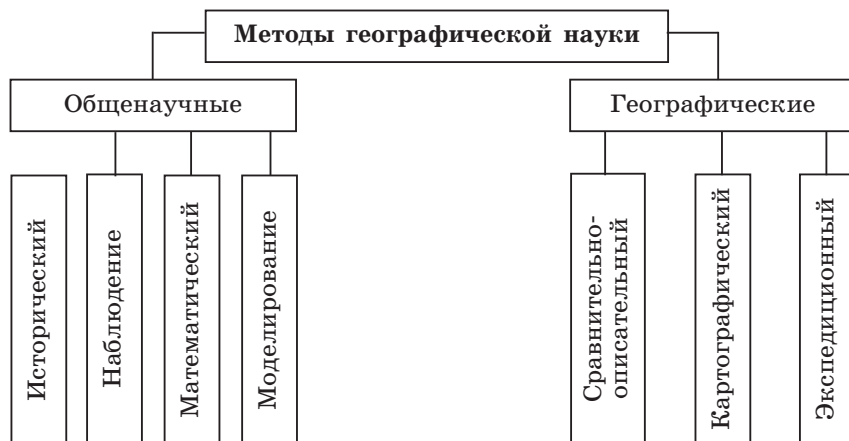 Методы географической науки
Общенаучные
Географические
Исторический
Наблюдение
Математический
Моделирование
Сравнительно-
описательный
Картографический
Экспедиционный